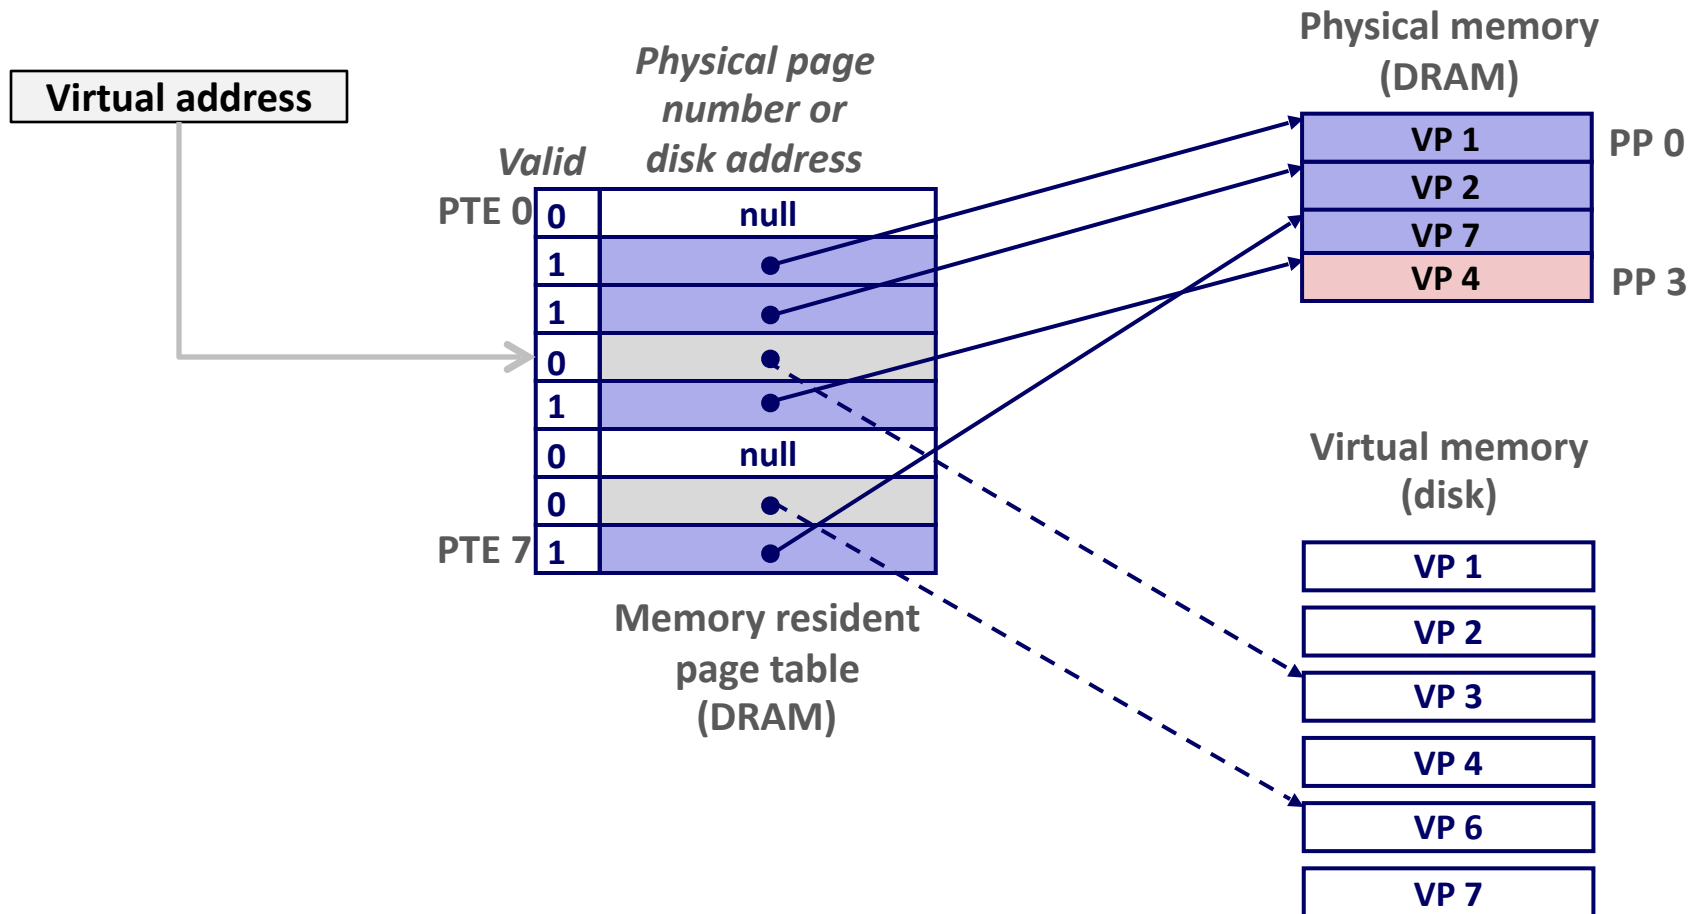 Virtual address
Physical page
number or
disk address
Valid
PTE 0
0
null
1
1
0
1
0
null
0
PTE 7
1
Memory resident
page table
(DRAM)
Physical memory
(DRAM)
VP 1
PP 0
VP 2
VP 7
VP 4
PP 3
Virtual memory
(disk)
VP 1
VP 2
VP 3
VP 4
VP 6
VP 7